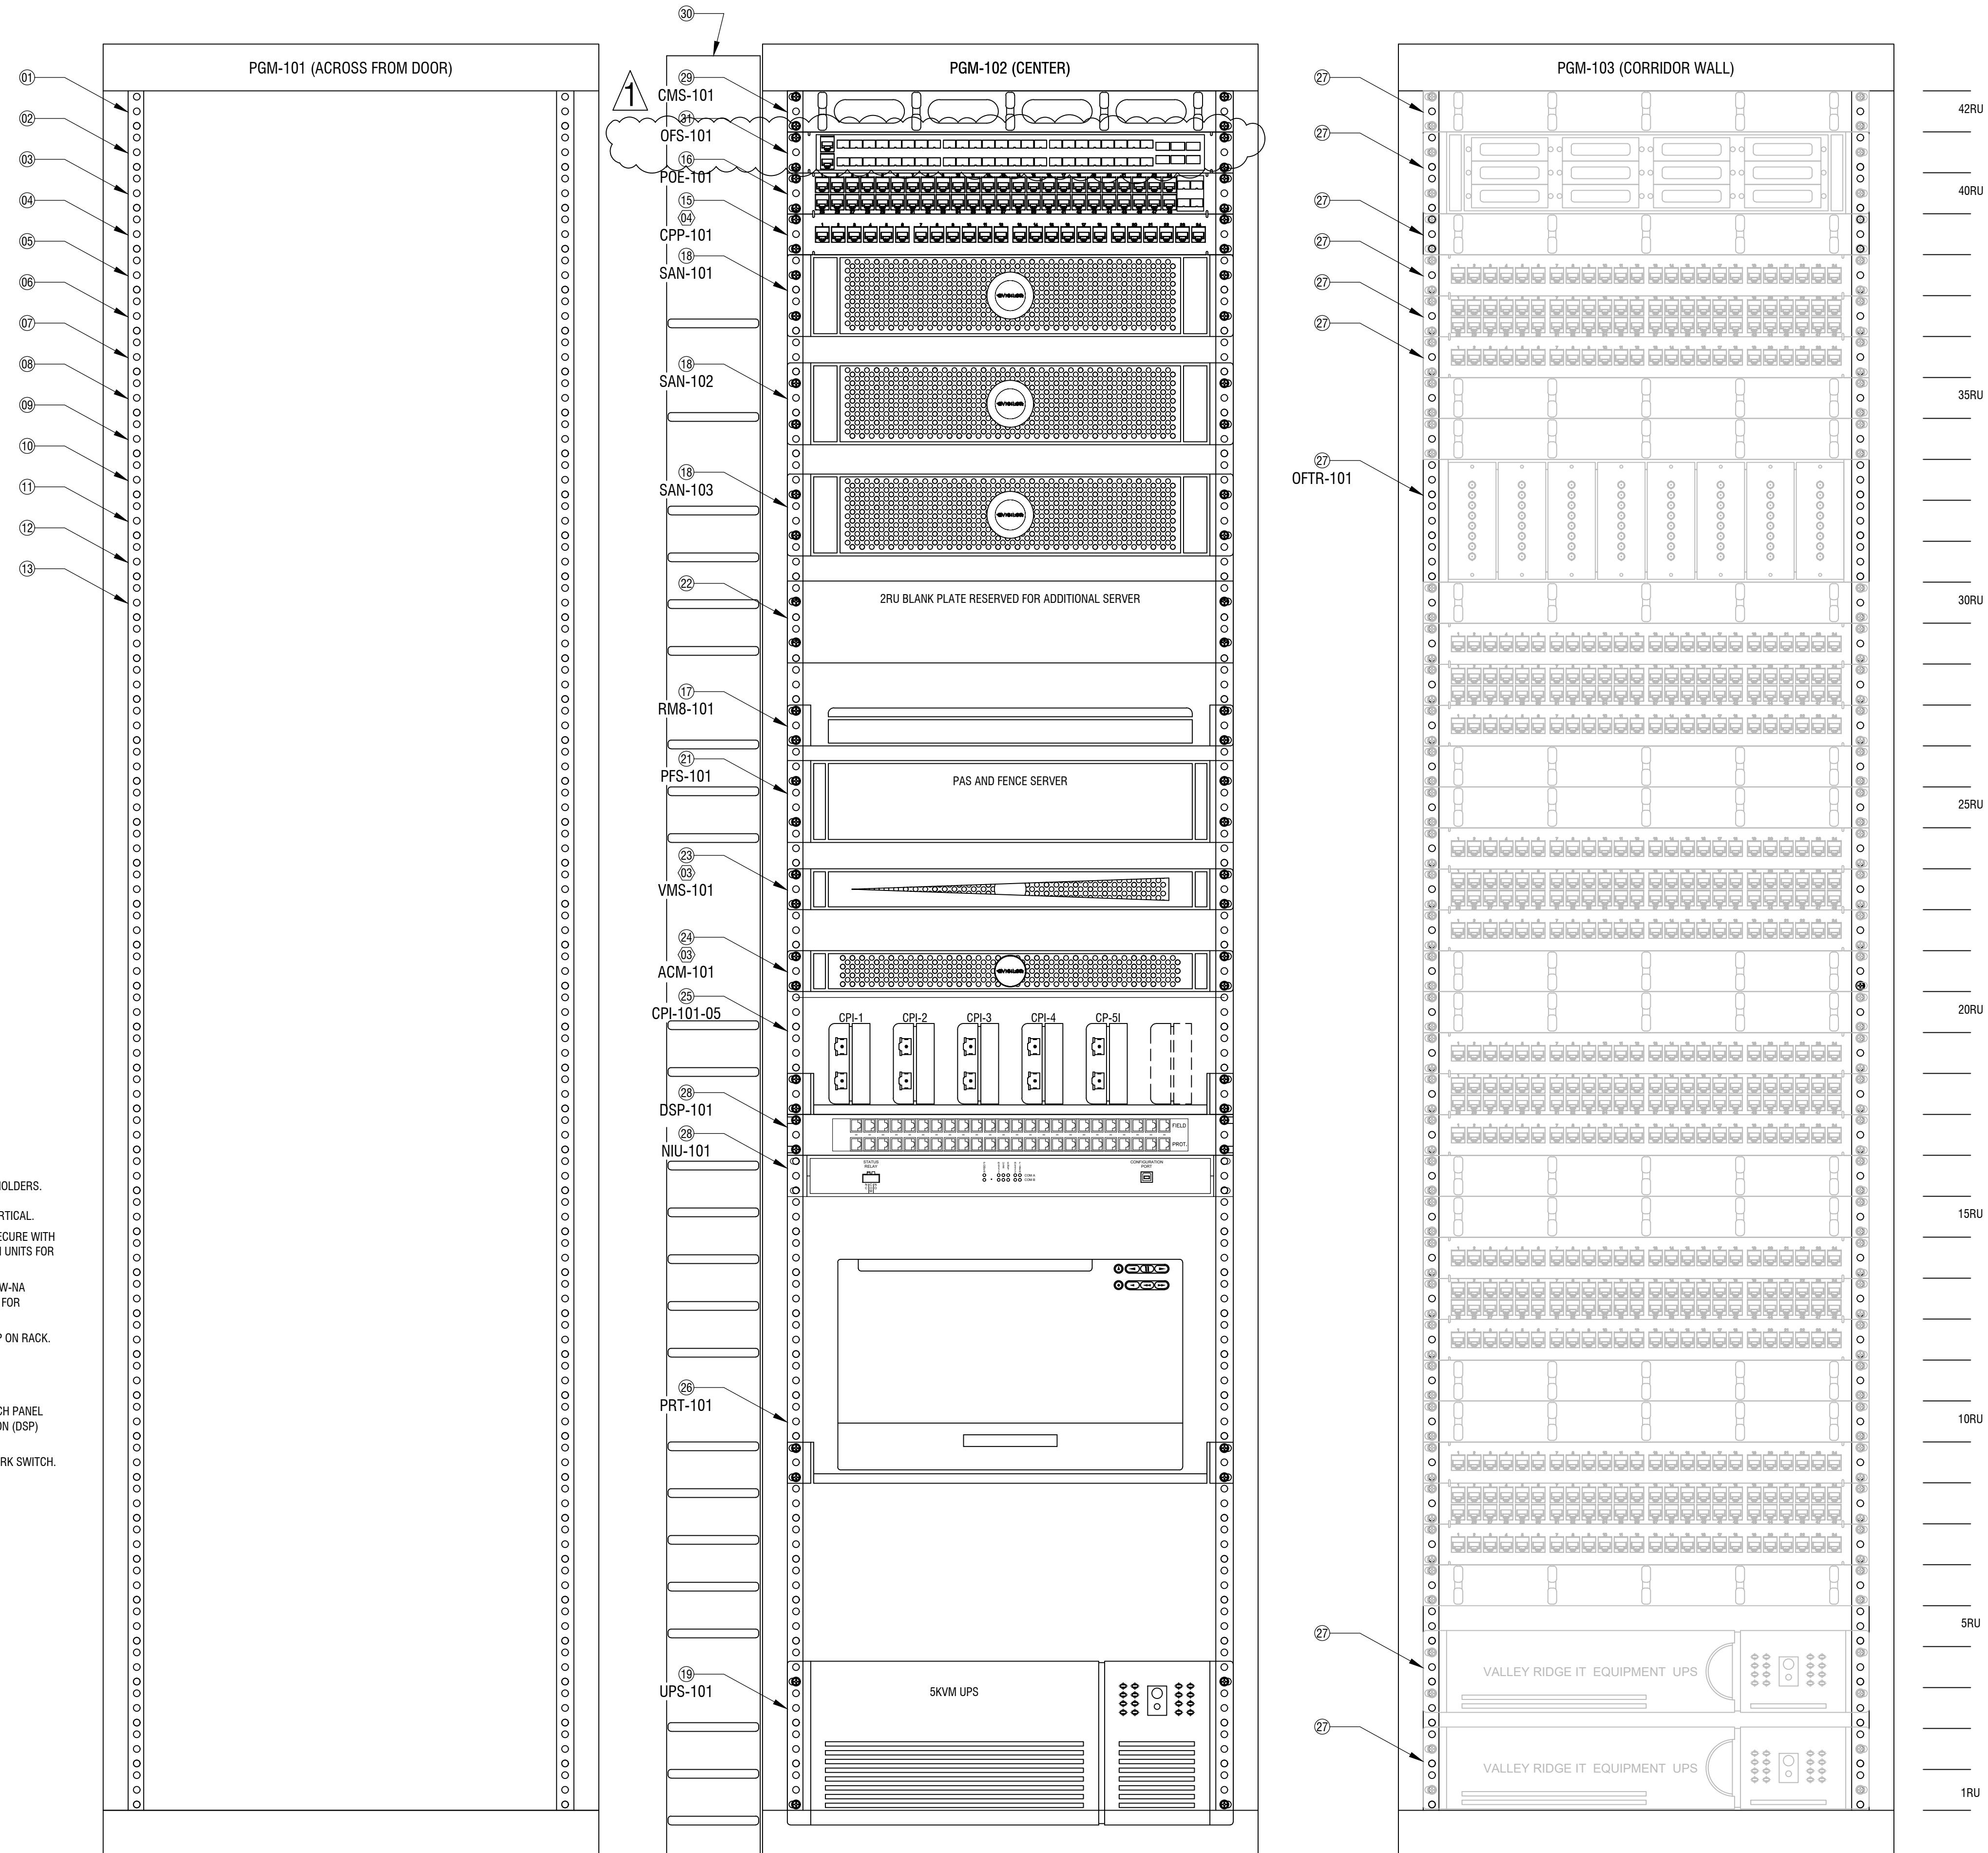 PGM-101 (ACROSS FROM DOOR)
01
02
03
04
05
06
07
08
09
10
11
12
13
OLDERS.
RTICAL.
ECURE WITH
UNITS FOR
W-NA
FOR
P ON RACK.
CH PANEL
ON (DSP)
RK SWITCH.
30
1
PGM-102 (CENTER)
29
CMS-101
31
OFS-101
16
POE-101
15
04
CPP-101
18
SAN-101
18
SAN-102
18
SAN-103
22
2RU BLANK PLATE RESERVED FOR ADDITIONAL SERVER
17
RM8-101
21
PFS-101
PAS AND FENCE SERVER
23
03
VMS-101
24
03
ACM-101
25
CPI-101-05
CPI-1 CPI-2 CPI-3 CPI-4 CP-5I
28
DSP-101
FIELD
PROT.
28
NIU-101
STATUS
RELAY
CONFIGURATION
PORT
COM A
COM B
26
PRT-101
19
UPS-101
5KVM UPS
PGM-103 (CORRIDOR WALL)
27
27
27
27
27
27
27
OFTR-101
27
VALLEY RIDGE IT EQUIPMENT UPS
27
VALLEY RIDGE IT EQUIPMENT UPS
42RU
40RU
35RU
30RU
25RU
20RU
15RU
10RU
5RU
1RU